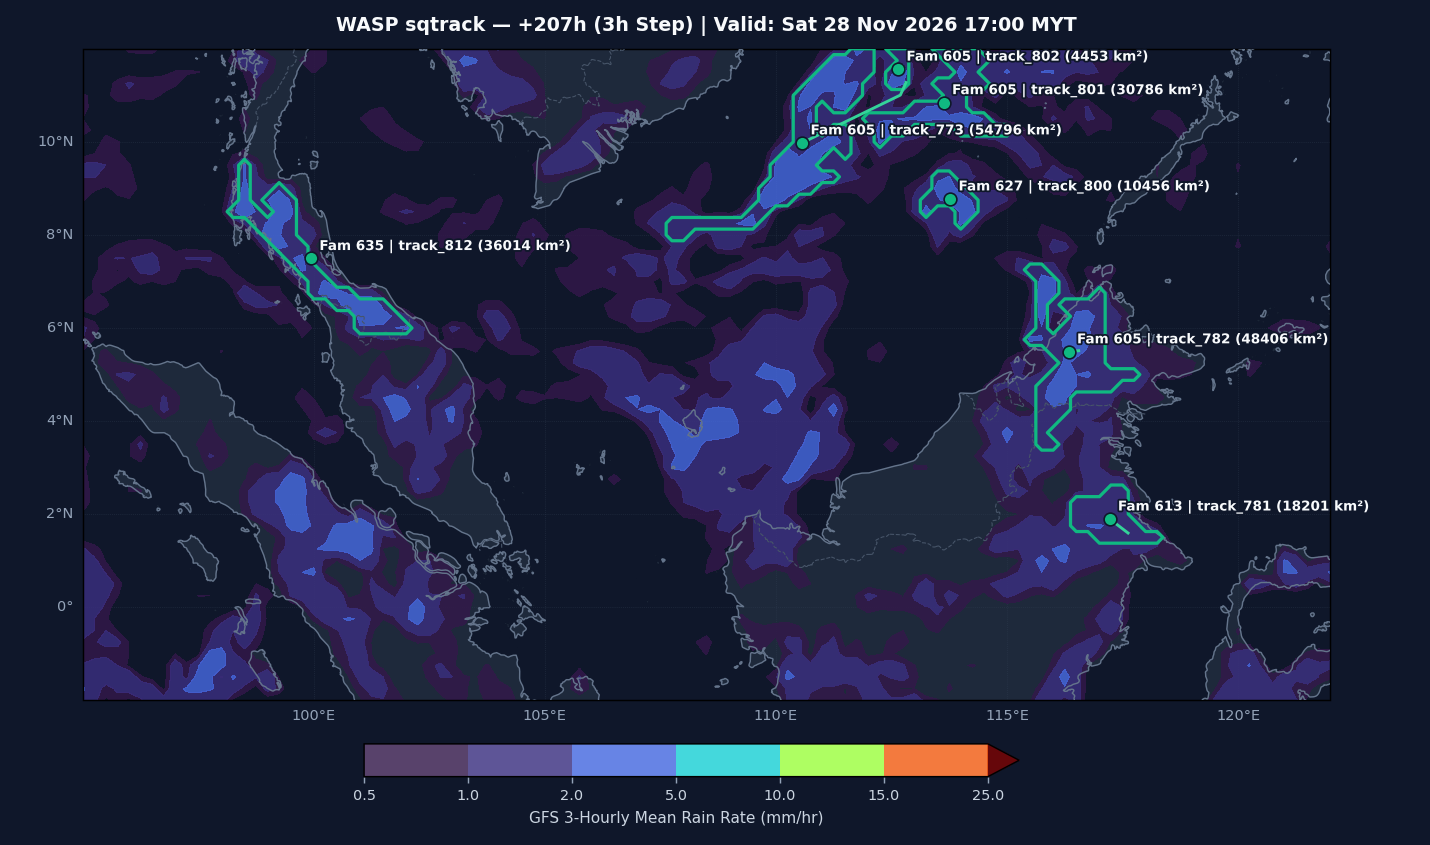 WASP sqtrack — +207h (3h Step) | Valid: Sat 28 Nov 2026 17:00 MYT
Fam 605 | track_802 (4453 km²)
Fam 605 | track_801 (30786 km²)
Fam 605 | track_773 (54796 km²)
Fam 627 | track_800 (10456 km²)
Fam 635 | track_812 (36014 km²)
Fam 605 | track_782 (48406 km²)
Fam 613 | track_781 (18201 km²)
10°N
8°N
6°N
4°N
2°N
0°
100°E 105°E 110°E 115°E 120°E
0.5 1.0 2.0 5.0 10.0 15.0 25.0
GFS 3-Hourly Mean Rain Rate (mm/hr)